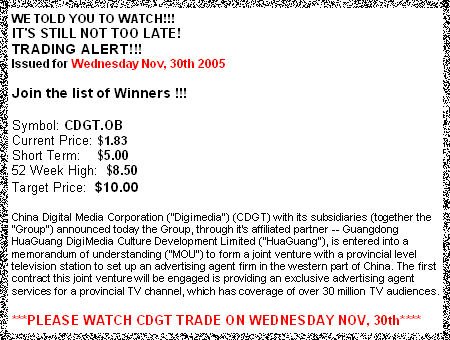 WE TOLD YOU TO WATCH!!!
IT'S STILL NOT TOO LATE!
TRADING ALERT!!!
Issued for Wednesday Nov, 30th 2005
Join the list of Winners !!!
Symbol: CDGT.OB
Current Price: $1.83
Short Term: $5.00
52 Week High: $8.50
Target Price: $10.00
China Digital Media Corporation ("Digimedia") (CDGT) with its subsidiaries (together the
"Group") announced today the Group, through it's affiliated partner -- Guangdong
HuaGuang DigiMedia Culture Development Limited ("HuaGuang"), is entered into a
memorandum of understanding ("MOU") to form a joint venture with a provincial level
television station to set up an advertising agent firm in the western part of China. The first
contract this joint venture will be engaged is providing an exclusive advertising agent
services for a provincial TV channel, which has coverage of over 30 million TV audiences.
***PLEASE WATCH CDGT TRADE ON WEDNESDAY NOV, 30th****